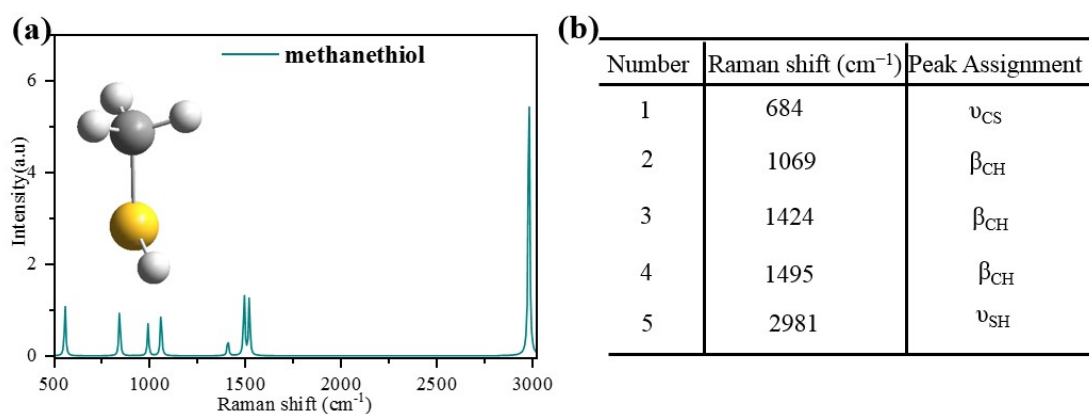 (a)
methanethiol
Intensity(a.u)
6
4
2
0
500 1000 1500 2000 2500 3000
Raman shift (cm⁻¹)
(b)
Number Raman shift (cm⁻¹) Peak Assignment
1 684 υCS
2 1069 βCH
3 1424 βCH
4 1495 βCH
5 2981 υSH